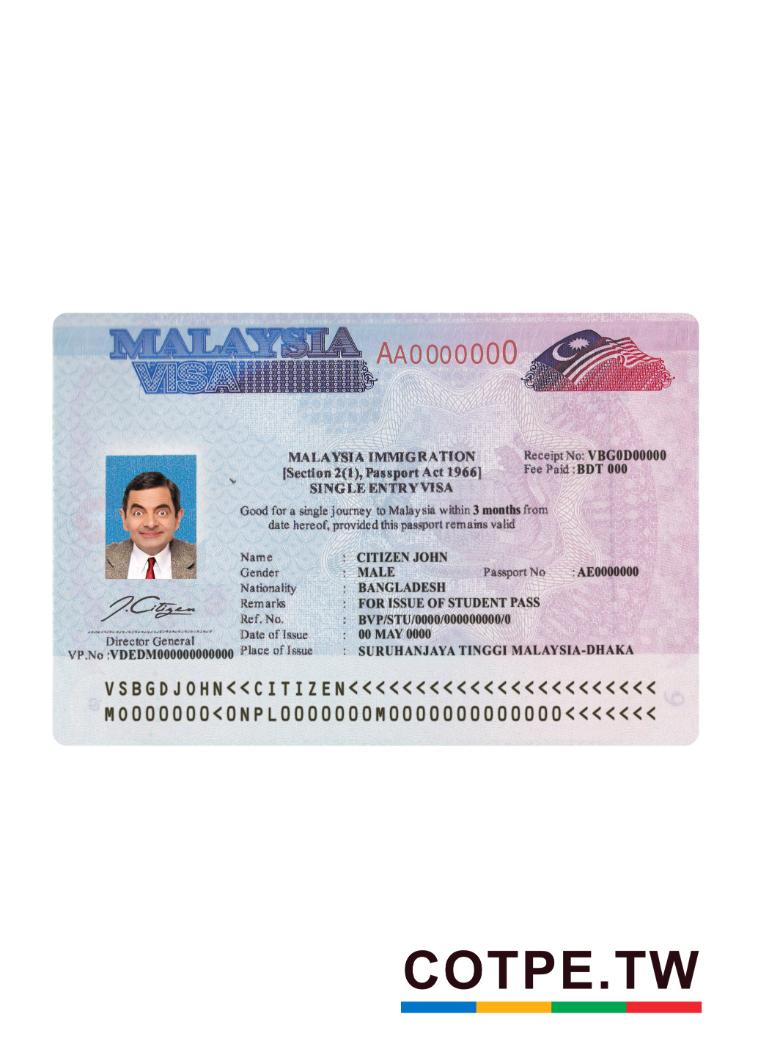 MALAYSIA
VISA
AA0000000
MALAYSIA IMMIGRATION
[Section 2(1), Passport Act 1966]
SINGLE ENTRY VISA
Receipt No: VBG0D00000
Fee Paid :BDT 000
Good for a single journey to Malaysia within 3 months from
date hereof, provided this passport remains valid
Name : CITIZEN JOHN
Gender : MALE Passport No :AE0000000
Nationality : BANGLADESH
Remarks : FOR ISSUE OF STUDENT PASS
Ref. No. : BVP/STU/0000/000000000/0
Date of Issue : 00 MAY 0000
Place of Issue : SURUHANJAYA TINGGI MALAYSIA-DHAKA
J.Citizen
Director General
VP.No :VDEDM000000000000
VSBGDJOHN<<CITIZEN<<<<<<<<<<<<<<<<<<<<<<<
M0000000<0NPL0000000M0000000000000<<<<<<<
COTPE.TW